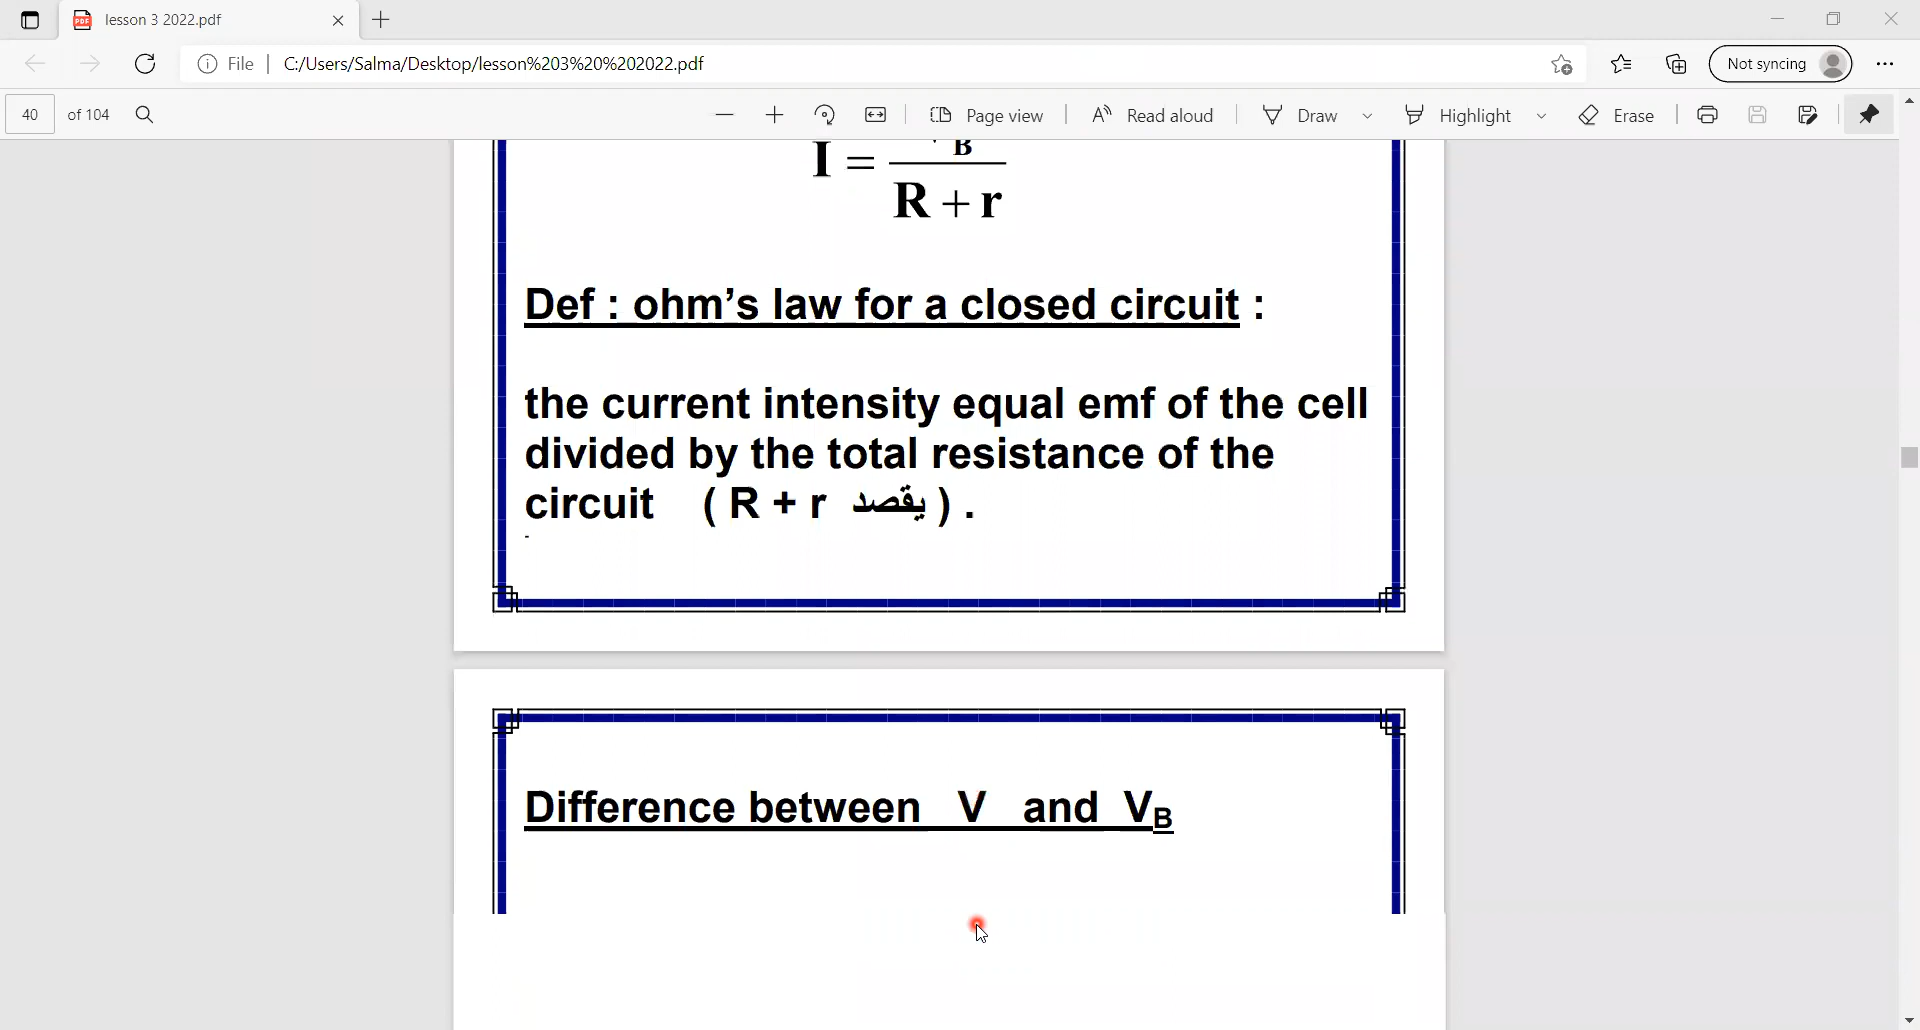 lesson 3 2022.pdf
File C:/Users/Salma/Desktop/lesson%203%20%202022.pdf
Not syncing
40 of 104
Page view
Read aloud
Draw
Highlight
Erase
I = B / R + r
Def : ohm’s law for a closed circuit :
the current intensity equal emf of the cell
divided by the total resistance of the
circuit ( R + r يقصد ) .
Difference between V and VB